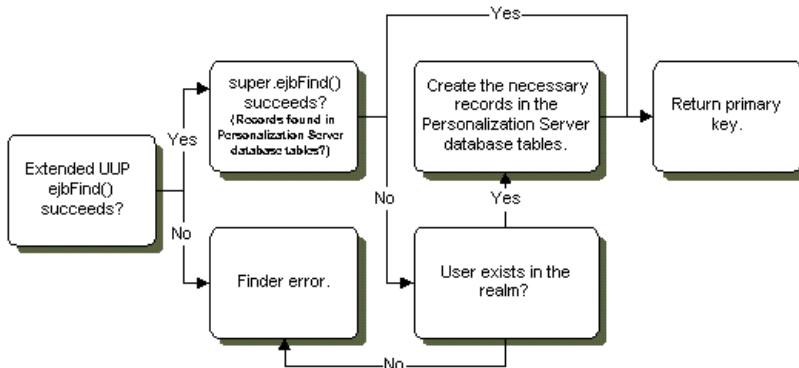 Yes
super.ejbFind()
succeeds?
(Records found in
Personalization Server
database tables?)
Create the necessary
records in the
Personalization Server
database tables.
Return primary
key.
Yes
Extended UUP
ejbFind()
succeeds?
No
No
Yes
Finder error.
User exists in the
realm?
No